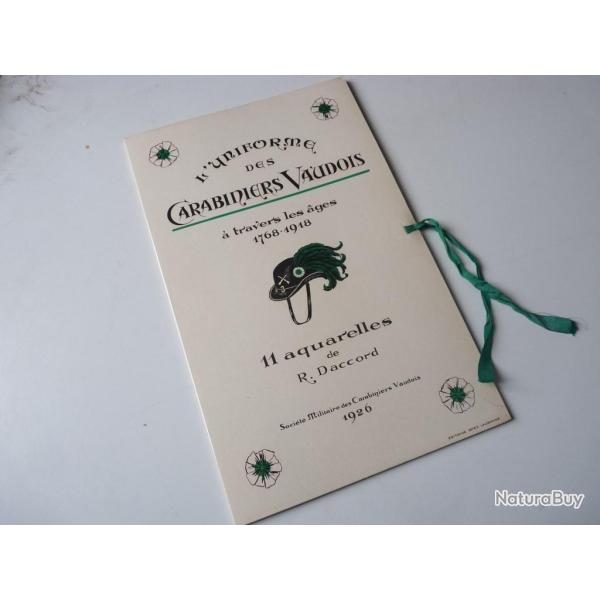 L'UNIFORME
DES
CARABINIERS VAUDOIS
à travers les âges
1768-1918
11 aquarelles
de
R. Daccord
Société Militaire des Carabiniers Vaudois
1926
NaturaBuy